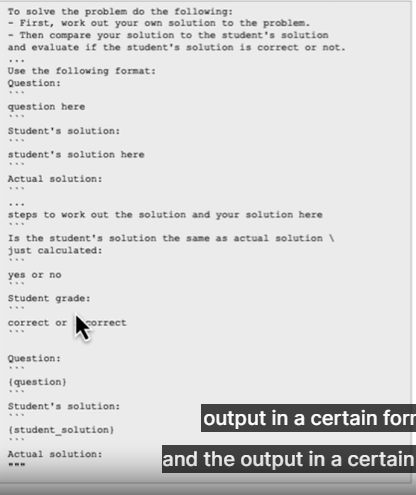 To solve the problem do the following:
- First, work out your own solution to the problem.
- Then compare your solution to the student's solution
and evaluate if the student's solution is correct or not.
...
Use the following format:
Question:
```
question here
```
Student's solution:
```
student's solution here
```
Actual solution:
```
...
steps to work out the solution and your solution here
```
Is the student's solution the same as actual solution \
just calculated:
```
yes or no
```
Student grade:
```
correct or correct
```
Question:
```
{question}
```
Student's solution:
```
{student_solution}
```
Actual solution:
"""
output in a certain for
and the output in a certain